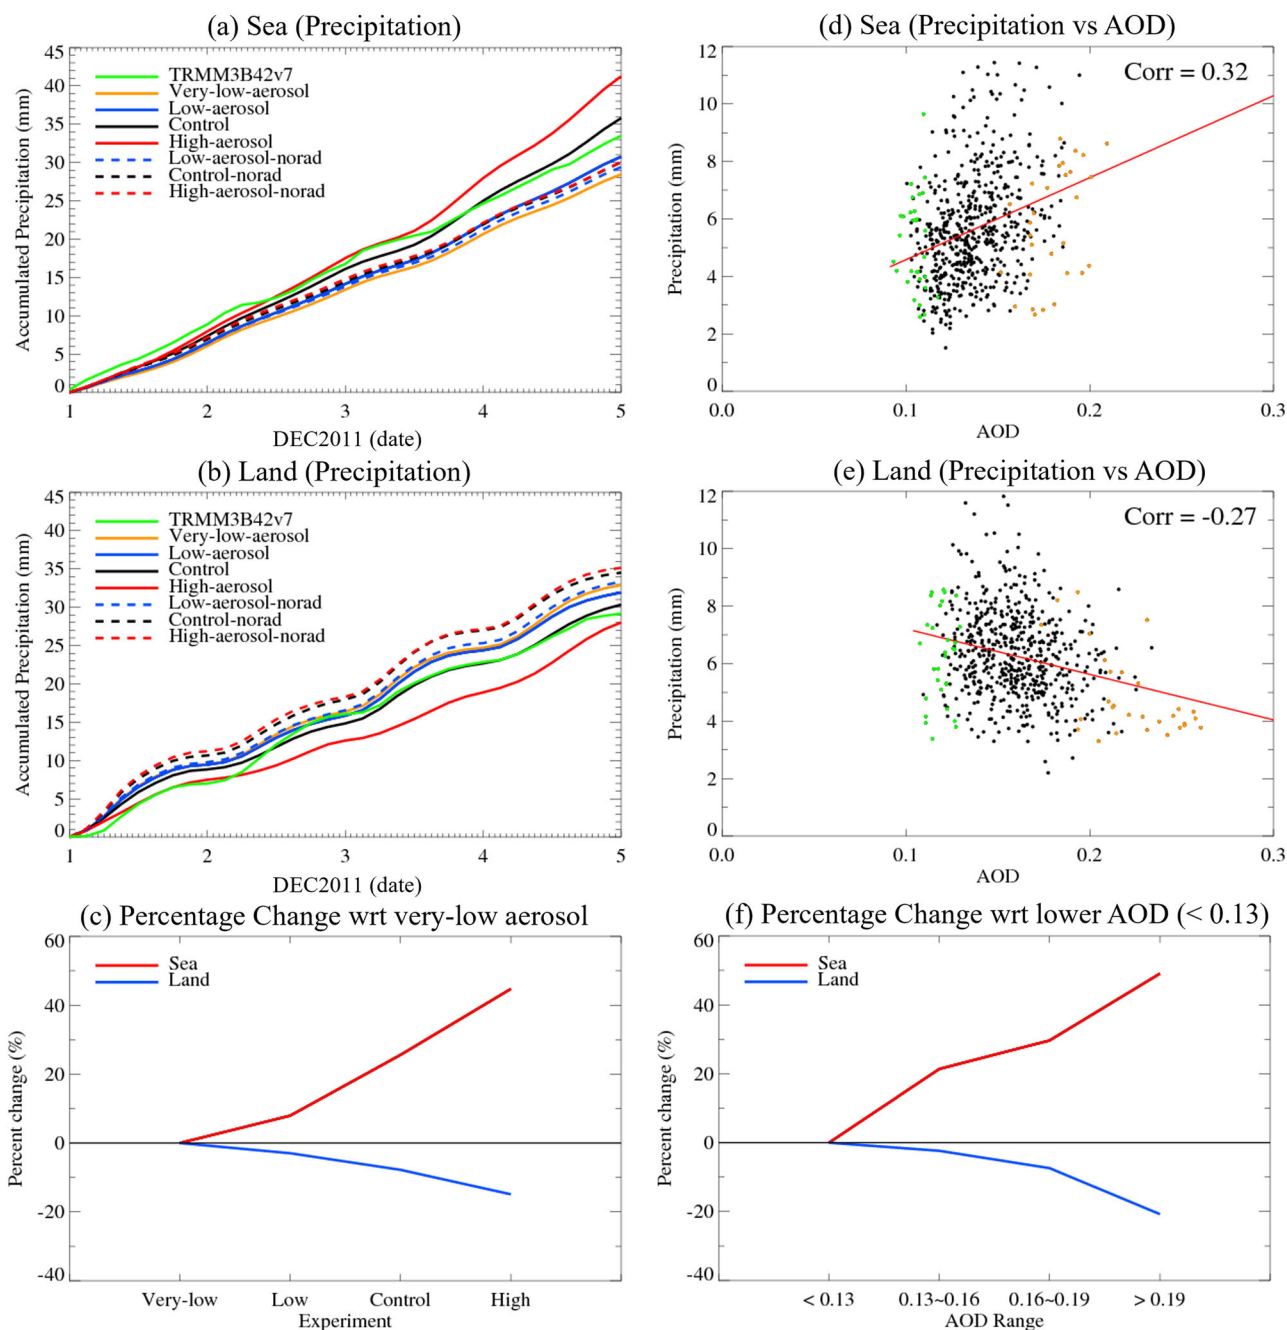 (a) Sea (Precipitation)
45
40
35
30
25
20
15
10
5
0
Accumulated Precipitation (mm)
TRMM3B42v7
Very-low-aerosol
Low-aerosol
Control
High-aerosol
Low-aerosol-norad
Control-norad
High-aerosol-norad
1 2 3 4 5
DEC2011 (date)
(d) Sea (Precipitation vs AOD)
12
10
8
6
4
2
0
Precipitation (mm)
Corr = 0.32
0.0 0.1 0.2 0.3
AOD
(b) Land (Precipitation)
45
40
35
30
25
20
15
10
5
0
Accumulated Precipitation (mm)
TRMM3B42v7
Very-low-aerosol
Low-aerosol
Control
High-aerosol
Low-aerosol-norad
Control-norad
High-aerosol-norad
1 2 3 4 5
DEC2011 (date)
(e) Land (Precipitation vs AOD)
12
10
8
6
4
2
0
Precipitation (mm)
Corr = -0.27
0.0 0.1 0.2 0.3
AOD
(c) Percentage Change wrt very-low aerosol
60
40
20
0
-20
-40
Percent change (%)
Sea
Land
Very-low Low Control High
Experiment
(f) Percentage Change wrt lower AOD (< 0.13)
60
40
20
0
-20
-40
Percent change (%)
Sea
Land
< 0.13 0.13~0.16 0.16~0.19 > 0.19
AOD Range